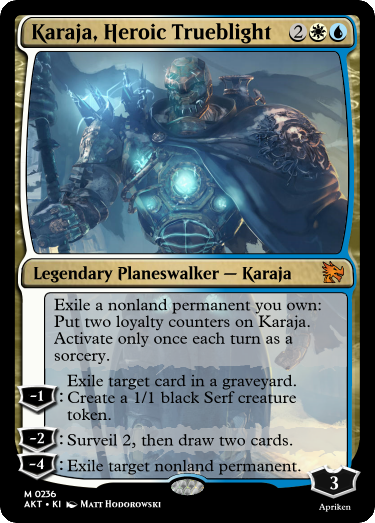 Karaja, Heroic Trueblight 2
Legendary Planeswalker — Karaja
Exile a nonland permanent you own:
Put two loyalty counters on Karaja.
Activate only once each turn as a
sorcery.
Exile target card in a graveyard.
-1 : Create a 1/1 black Serf creature
token.
-2 : Surveil 2, then draw two cards.
-4 : Exile target nonland permanent.
3
M 0236
AKT • KI Matt Hodorowski
Apriken